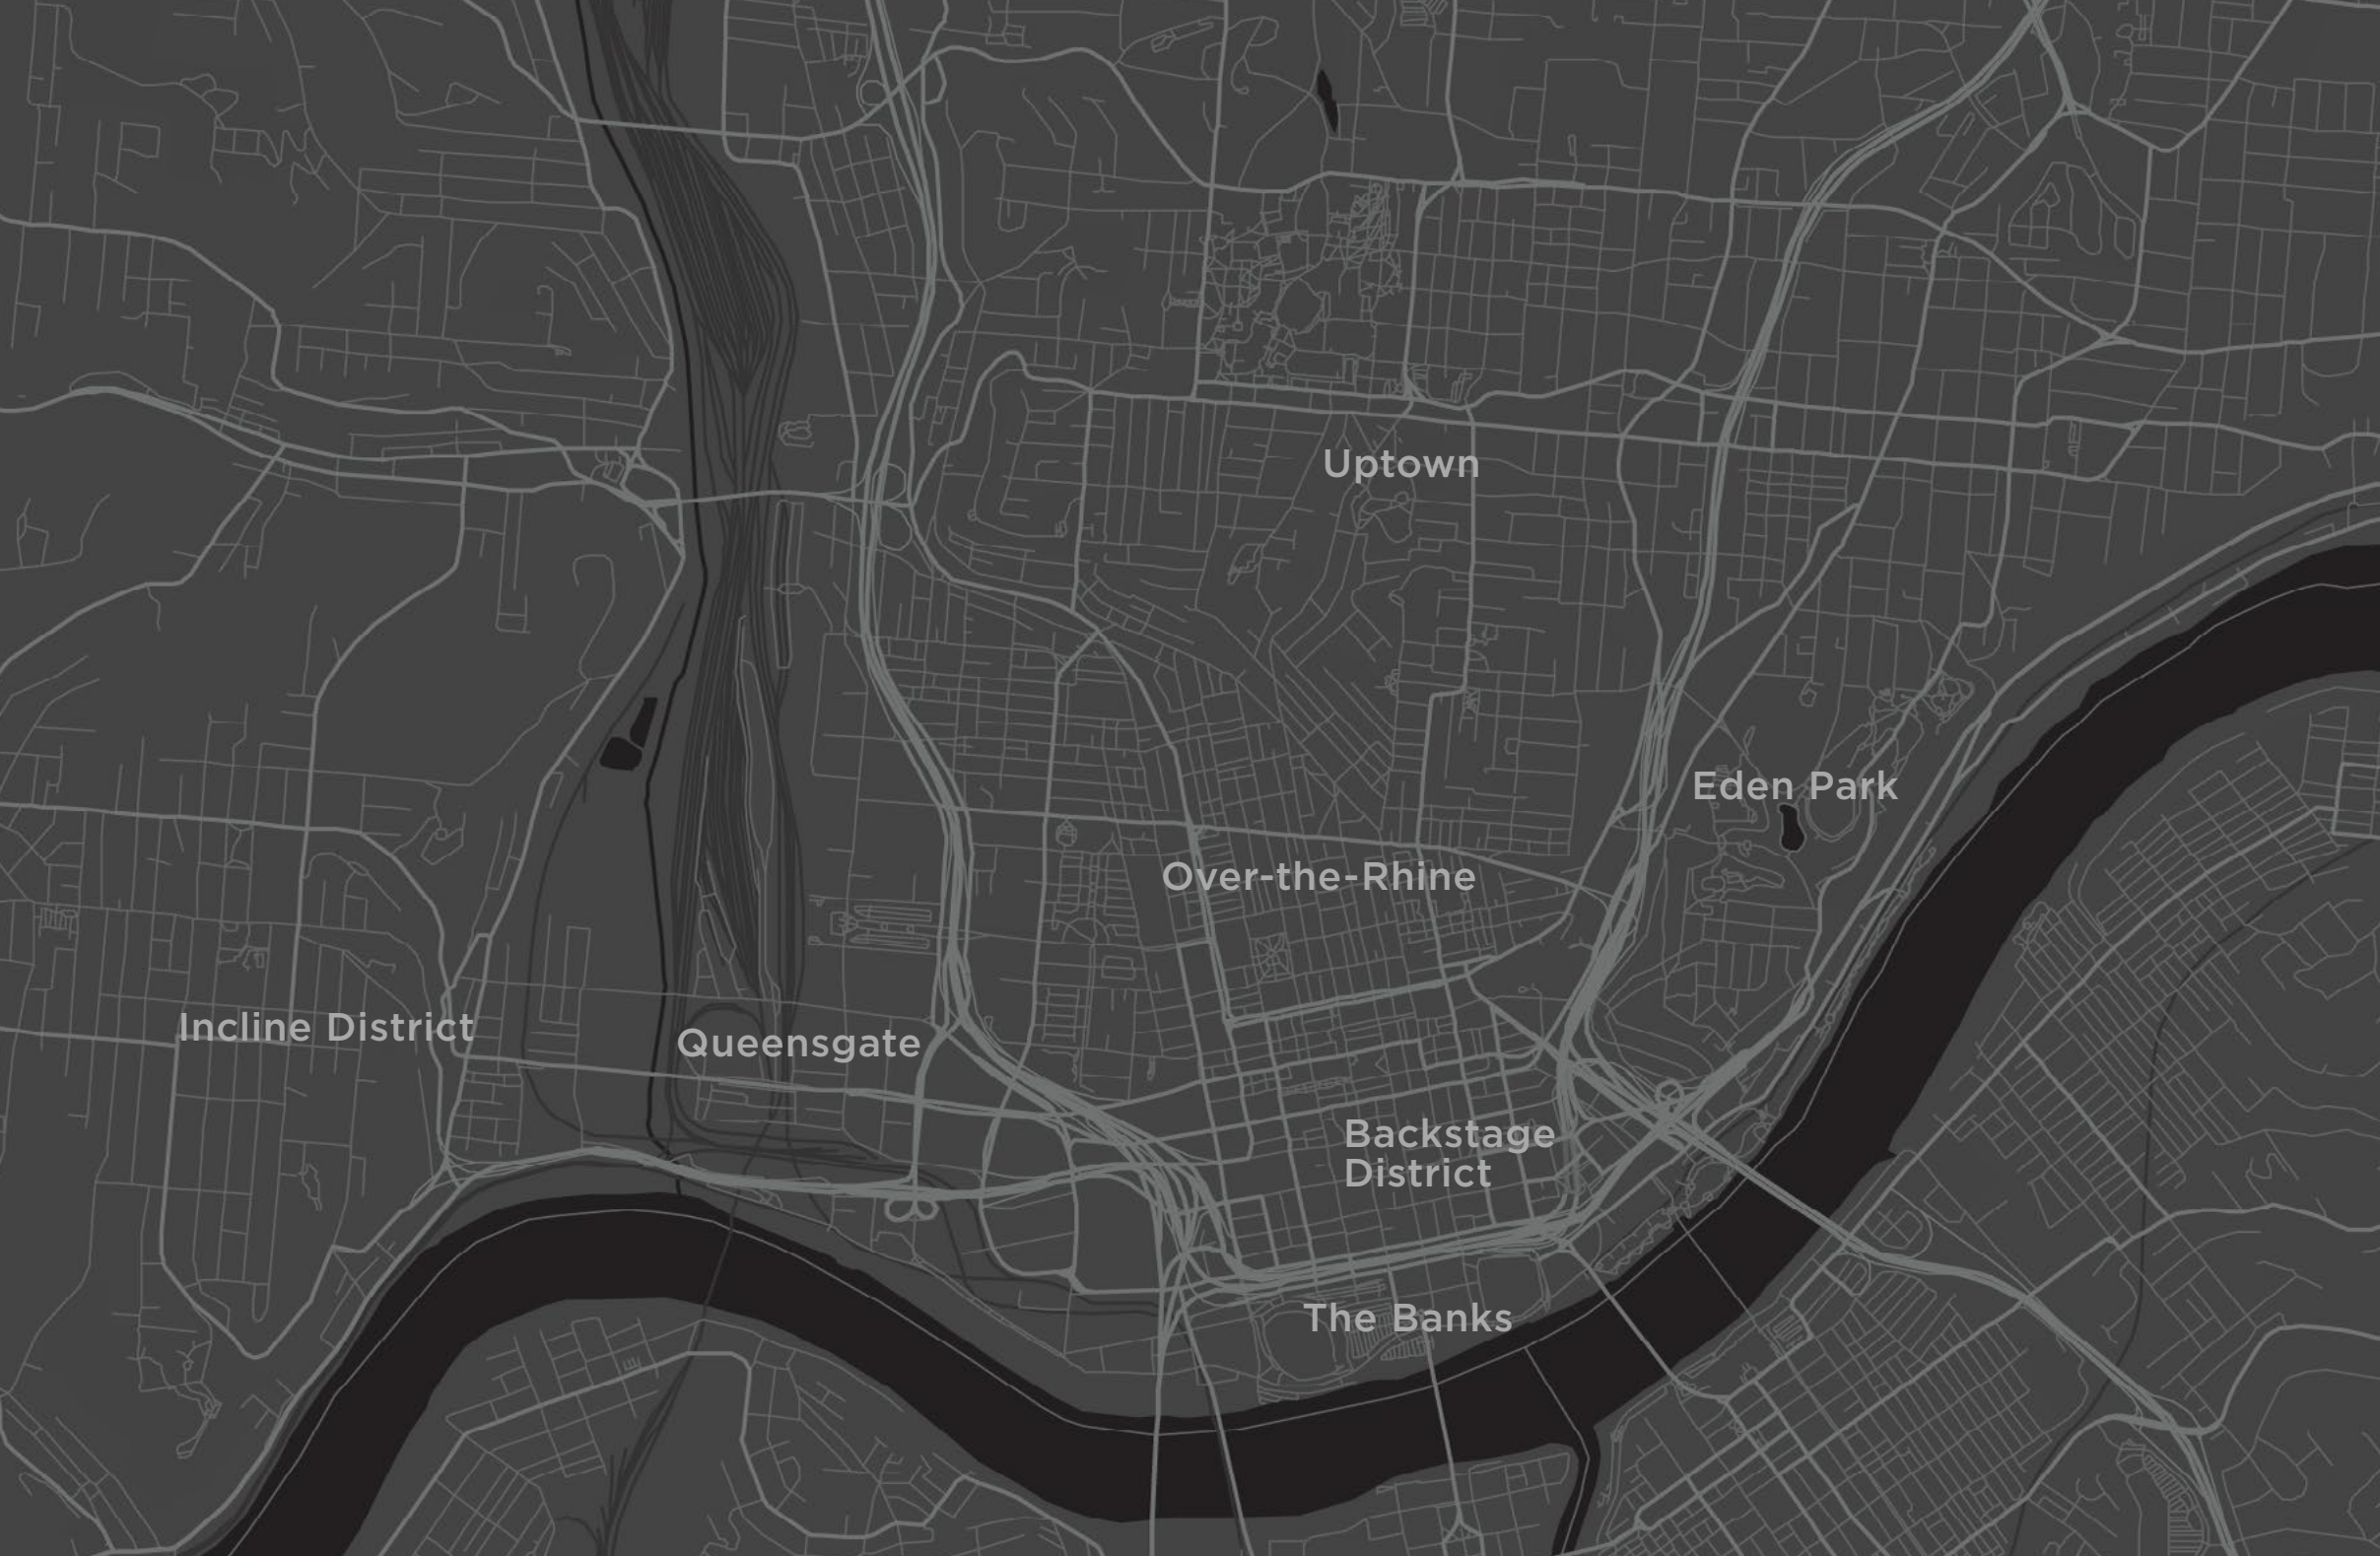 Uptown
Eden Park
Over-the-Rhine
Incline District
Queensgate
Backstage
District
The Banks